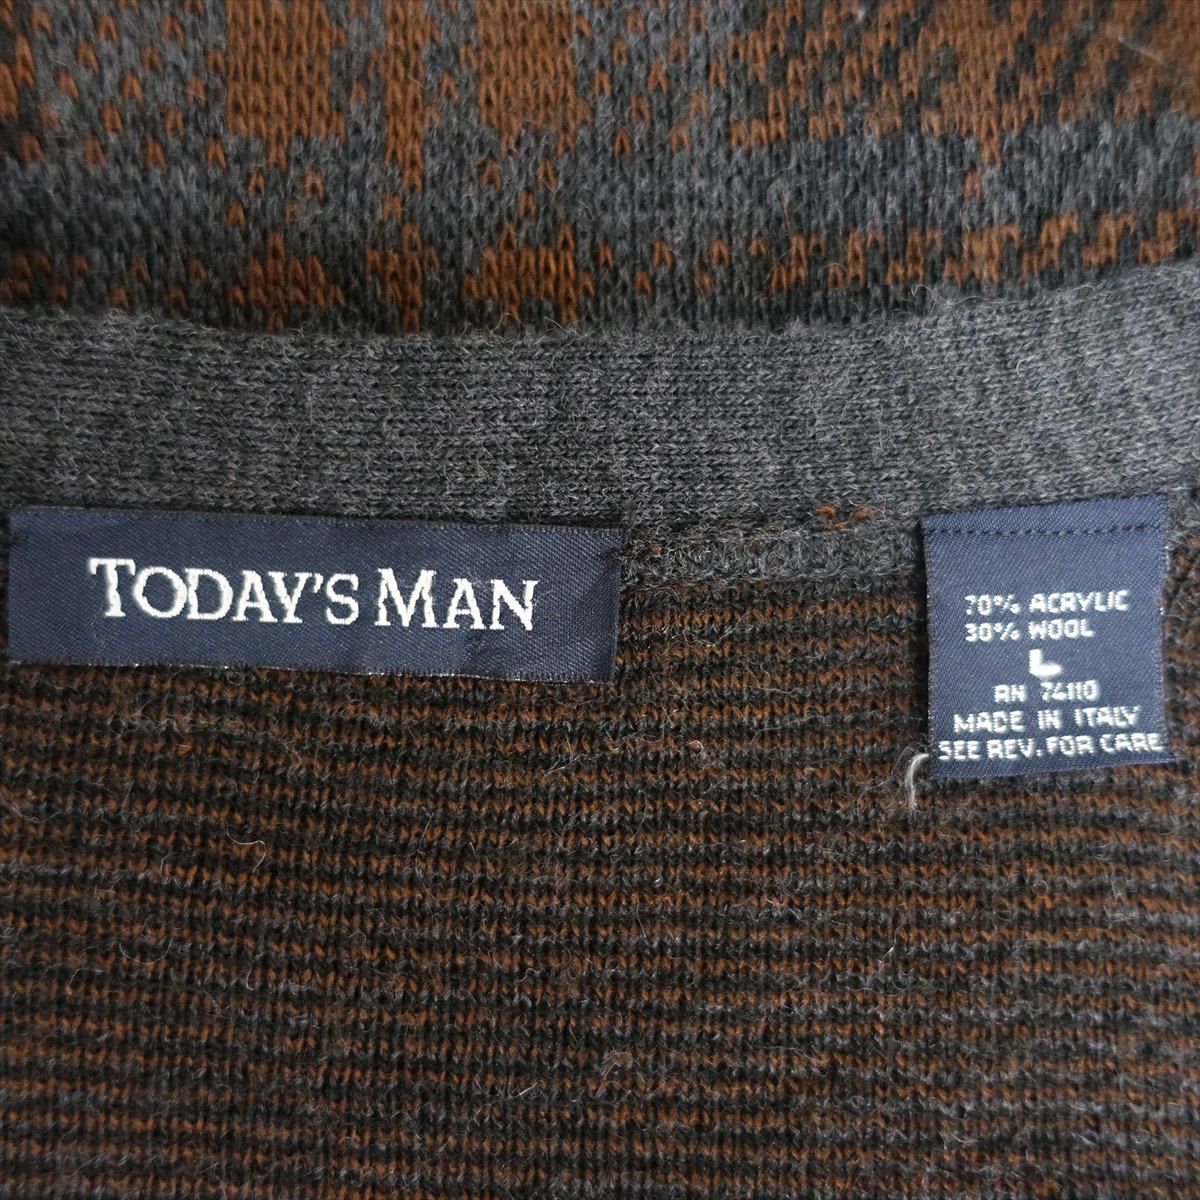 TODAY'S MAN
70% ACRYLIC
30% WOOL
L
RN 74110
MADE IN ITALY
SEE REV. FOR CARE